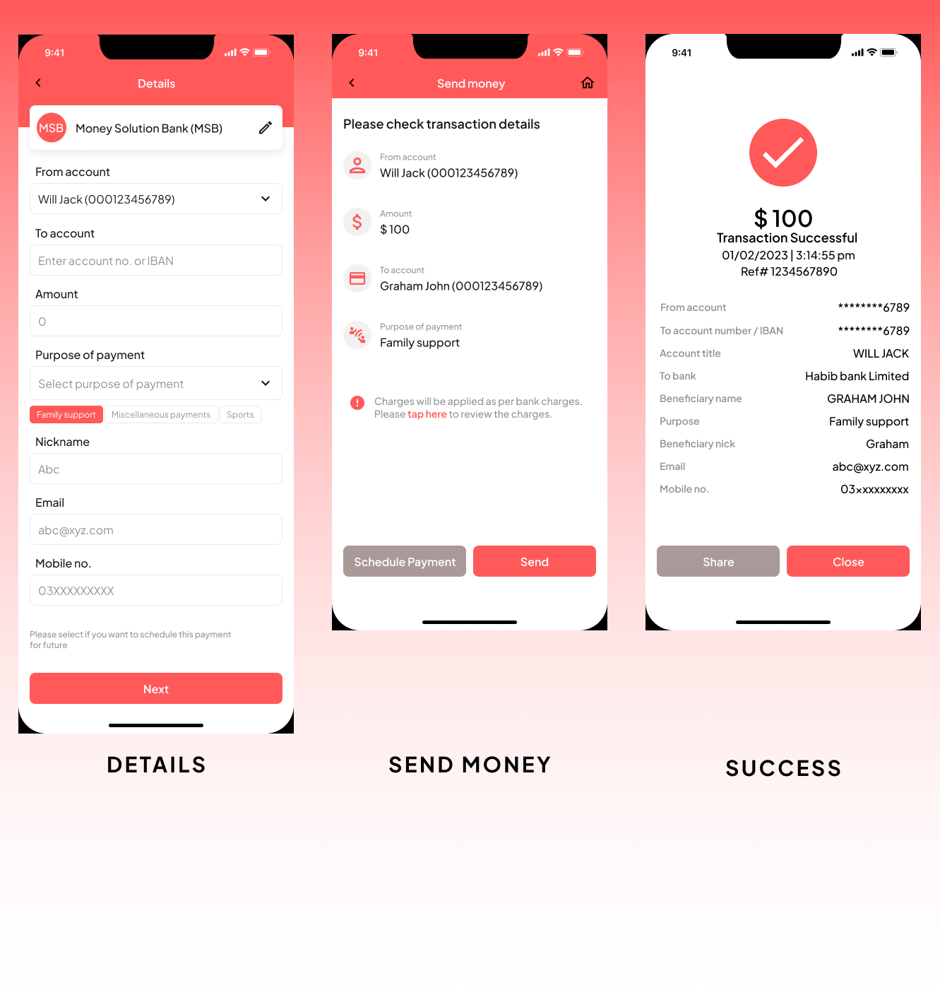 9:41
Details
MSB
Money Solution Bank (MSB)
From account
Will Jack (000123456789)
To account
Enter account no. or IBAN
Amount
0
Purpose of payment
Select purpose of payment
Family support
Miscellaneous payments
Sports
Nickname
Abc
Email
abc@xyz.com
Mobile no.
03XXXXXXXXX
Please select if you want to schedule this payment
for future
Next
DETAILS
9:41
Send money
Please check transaction details
From account
Will Jack (000123456789)
Amount
$ 100
To account
Graham John (000123456789)
Purpose of payment
Family support
Charges will be applied as per bank charges.
Please tap here to review the charges.
Schedule Payment
Send
SEND MONEY
9:41
$ 100
Transaction Successful
01/02/2023 | 3:14:55 pm
Ref# 1234567890
From account ********6789
To account number / IBAN ********6789
Account title WILL JACK
To bank Habib bank Limited
Beneficiary name GRAHAM JOHN
Purpose Family support
Beneficiary nick Graham
Email abc@xyz.com
Mobile no. 03xxxxxxxxx
Share
Close
SUCCESS